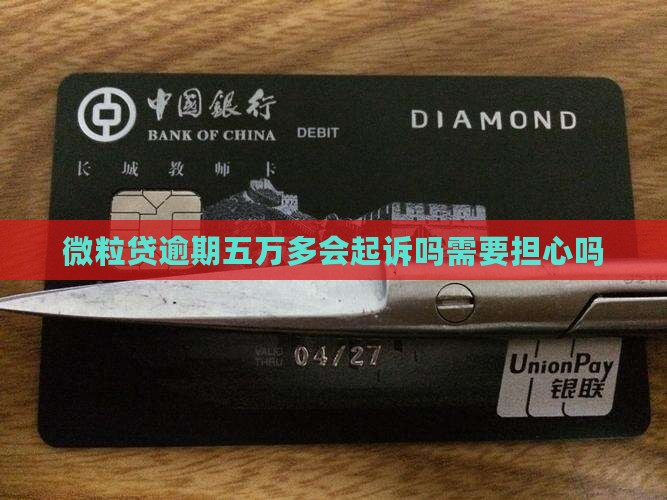 中国银行
BANK OF CHINA
DEBIT
DIAMOND
长城教师卡
微粒贷逾期五万多会起诉吗需要担心吗
VALID
THRU
04/27
UnionPay
银联